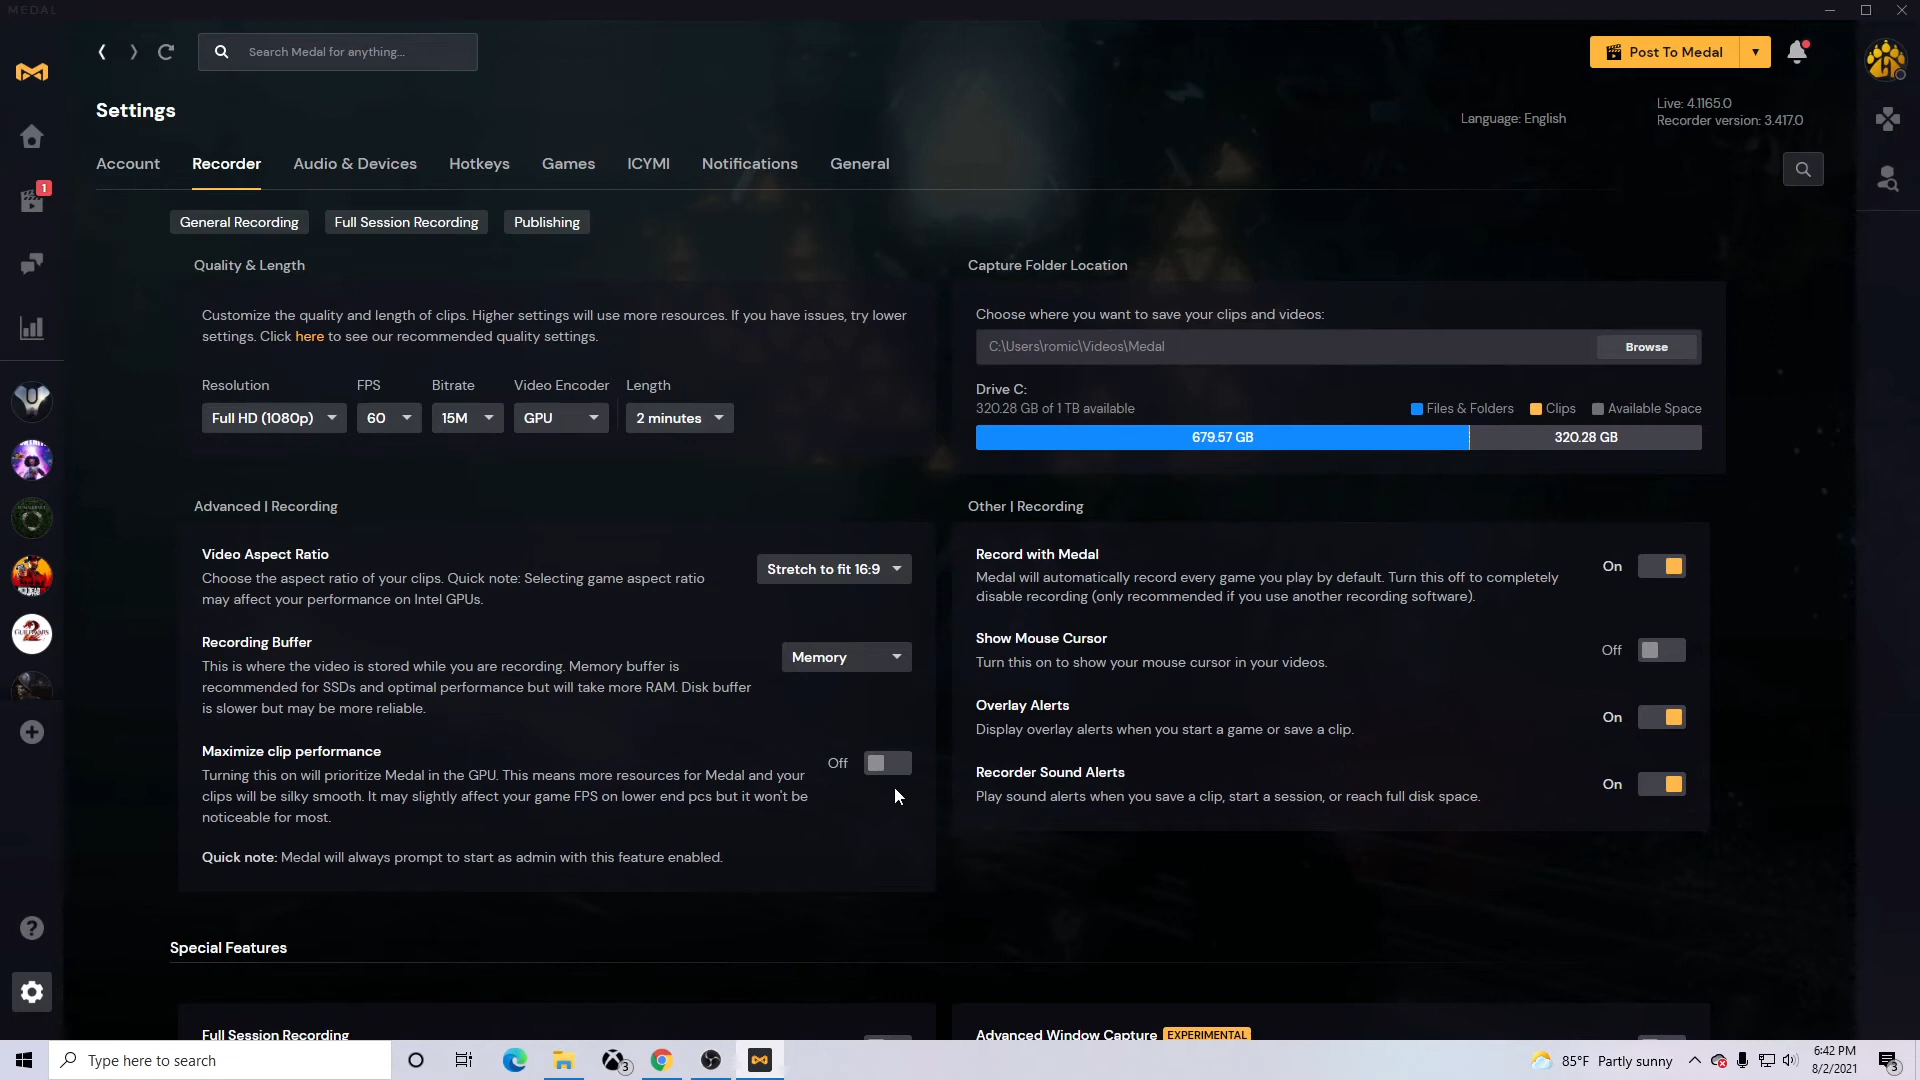 MEDAL
Search Medal for anything...
Post To Medal
Settings
Language: English
Live: 4.1165.0
Recorder version: 3.417.0
Account
Recorder
Audio & Devices
Hotkeys
Games
ICYMI
Notifications
General
1
General Recording
Full Session Recording
Publishing
Quality & Length
Customize the quality and length of clips. Higher settings will use more resources. If you have issues, try lower
settings. Click here to see our recommended quality settings.
Resolution
FPS
Bitrate
Video Encoder
Length
Full HD (1080p)
60
15M
GPU
2 minutes
Capture Folder Location
Choose where you want to save your clips and videos:
C:\Users\romic\Videos\Medal
Browse
Drive C:
320.28 GB of 1 TB available
Files & Folders
Clips
Available Space
679.57 GB
320.28 GB
Advanced | Recording
Video Aspect Ratio
Choose the aspect ratio of your clips. Quick note: Selecting game aspect ratio
may affect your performance on Intel GPUs.
Stretch to fit 16:9
Recording Buffer
This is where the video is stored while you are recording. Memory buffer is
recommended for SSDs and optimal performance but will take more RAM. Disk buffer
is slower but may be more reliable.
Memory
Maximize clip performance
Turning this on will prioritize Medal in the GPU. This means more resources for Medal and your
clips will be silky smooth. It may slightly affect your game FPS on lower end pcs but it won't be
noticeable for most.
Off
Quick note: Medal will always prompt to start as admin with this feature enabled.
Other | Recording
Record with Medal
Medal will automatically record every game you play by default. Turn this off to completely
disable recording (only recommended if you use another recording software).
On
Show Mouse Cursor
Turn this on to show your mouse cursor in your videos.
Off
Overlay Alerts
Display overlay alerts when you start a game or save a clip.
On
Recorder Sound Alerts
Play sound alerts when you save a clip, start a session, or reach full disk space.
On
Special Features
Full Session Recording
Advanced Window Capture EXPERIMENTAL
Type here to search
3
85°F Partly sunny
6:42 PM
8/2/2021
3